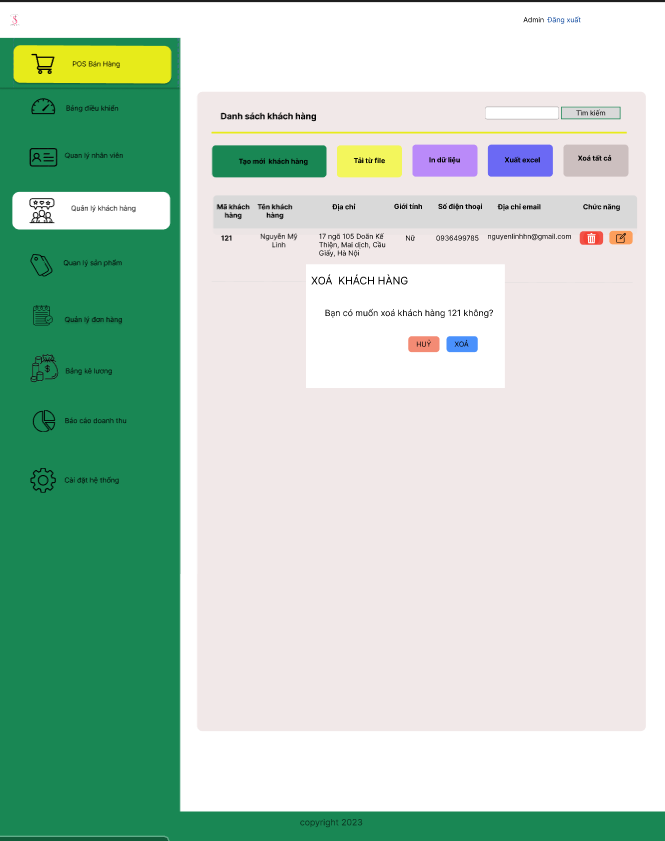 Admin Đăng xuất
POS Bán Hàng
Bảng điều khiển
Quan lý nhân viên
Quản lý khách hàng
Quan lý sản phẩm
Quản lý đơn hàng
Bảng kê lương
Báo cáo doanh thu
Cài đặt hệ thống
Danh sách khách hàng
Tìm kiếm
Tạo mới khách hàng
Tải từ file
In dữ liệu
Xuất excel
Xoá tất cả
Mã khách hàng
Tên khách hàng
Địa chỉ
Giới tính
Số điện thoại
Địa chỉ email
Chức năng
121
Nguyễn Mỹ Linh
17 ngõ 105 Doãn Kế
Thiện, Mai dịch, Cầu
Giấy, Hà Nội
Nữ
0936499785
nguyenlinhhn@gmail.com
XOÁ KHÁCH HÀNG
Bạn có muốn xoá khách hàng 121 không?
HUỶ
XOÁ
copyright 2023